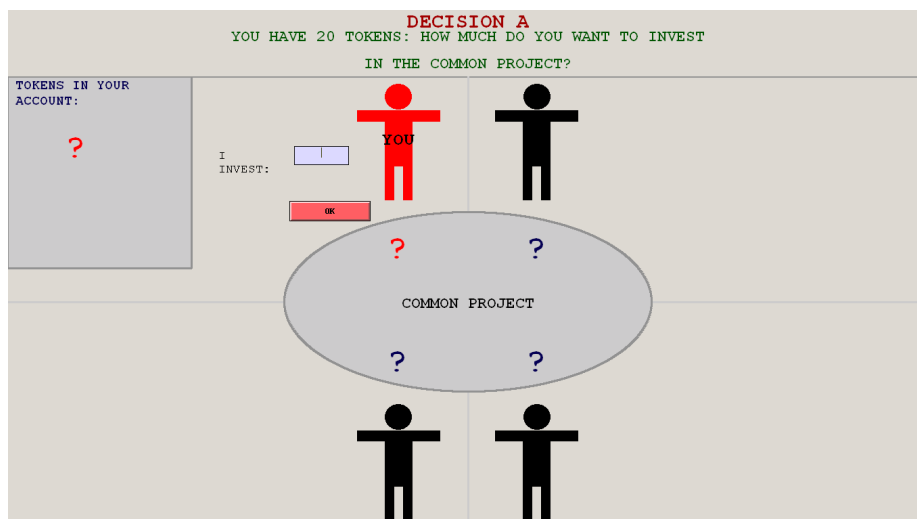 DECISION A
YOU HAVE 20 TOKENS: HOW MUCH DO YOU WANT TO INVEST
IN THE COMMON PROJECT?
TOKENS IN YOUR
ACCOUNT:
?
YOU
I
INVEST:
OK
? ?
COMMON PROJECT
? ?